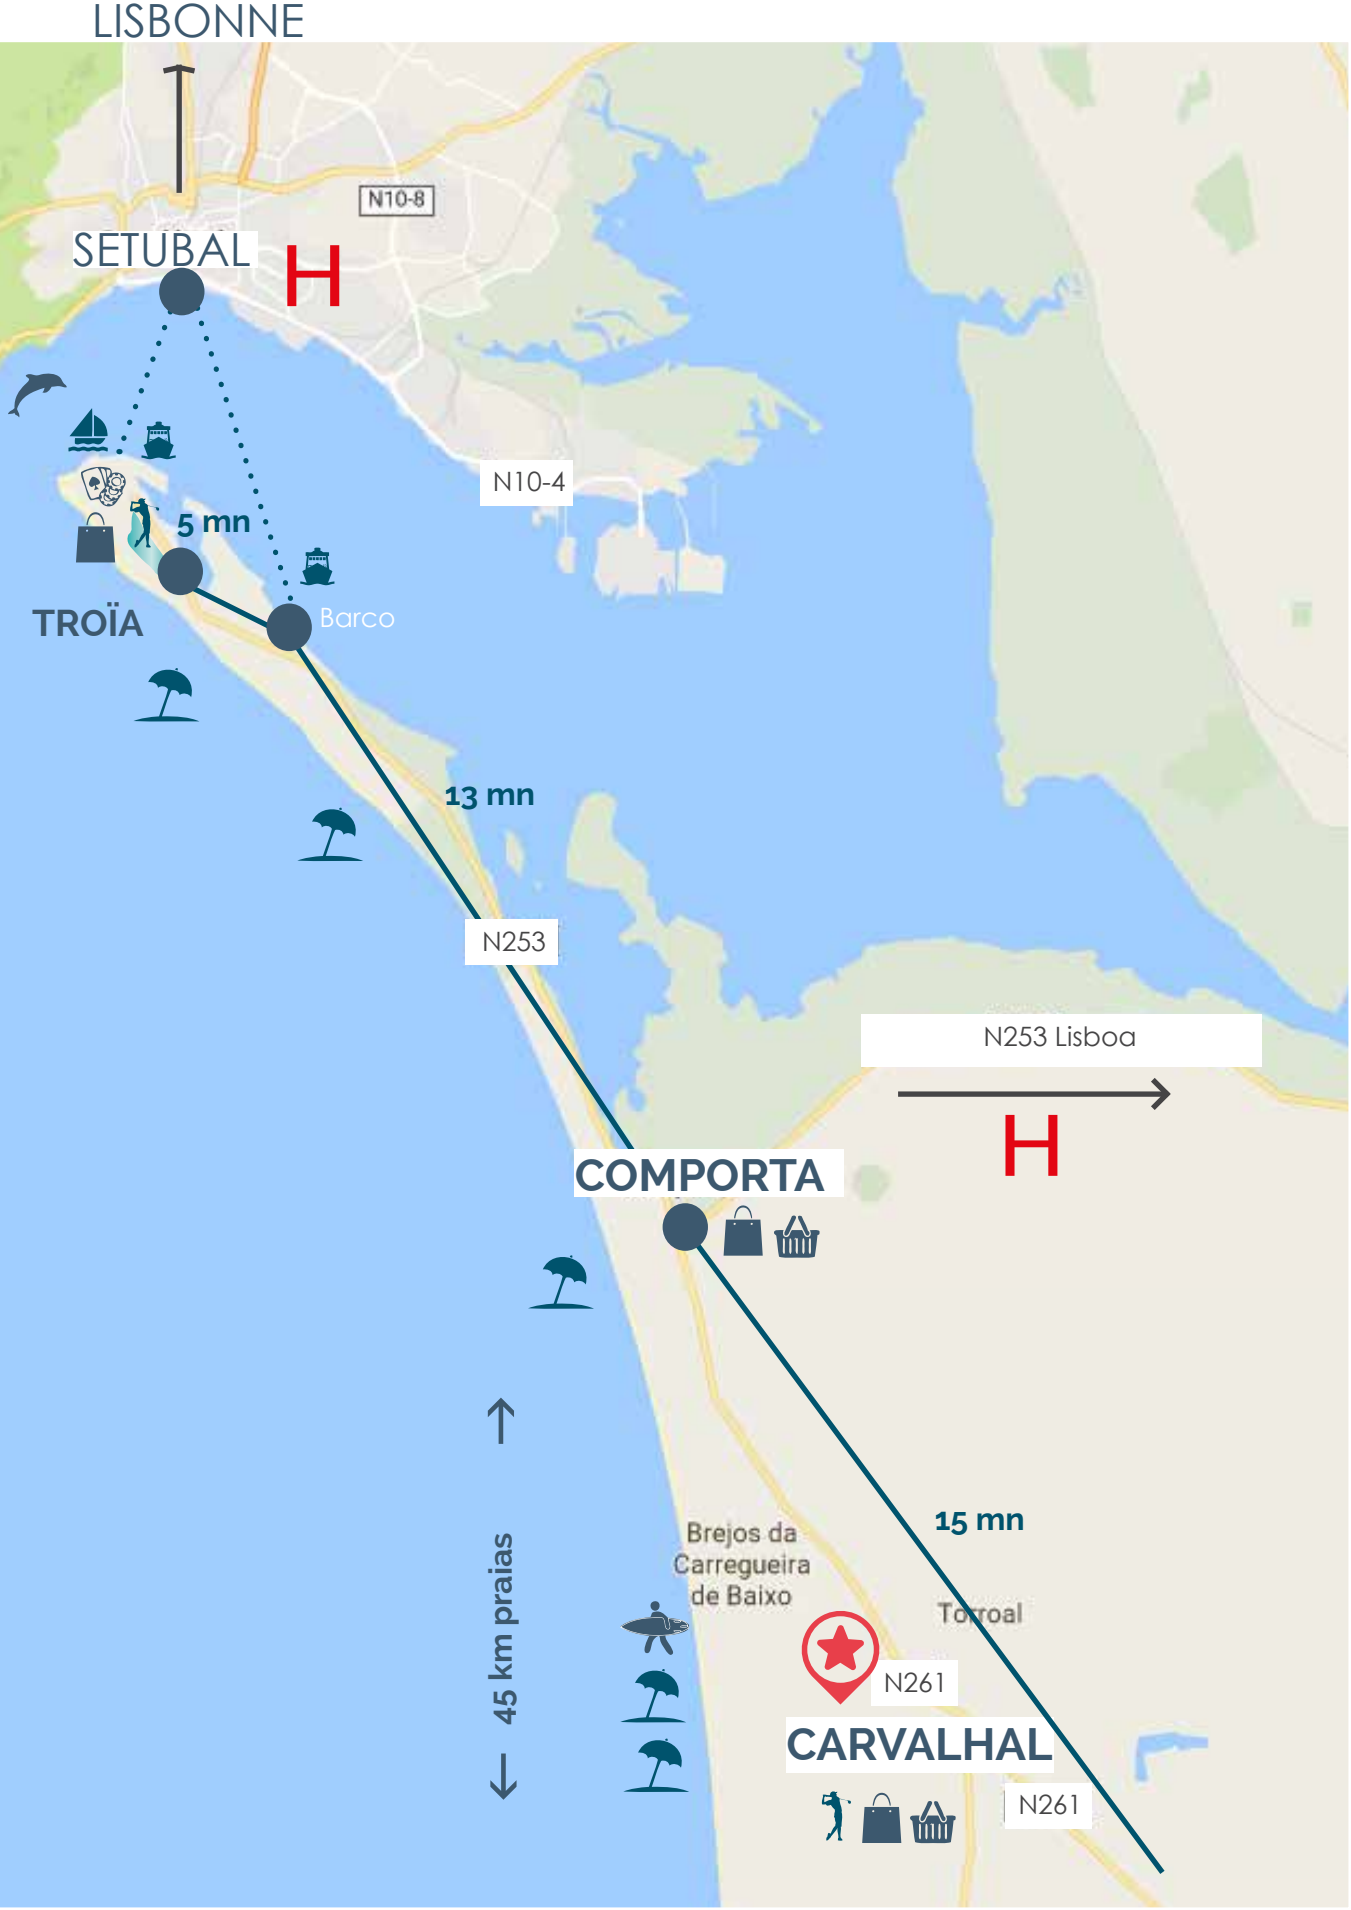 LISBONNE
N10-8
SETUBAL
H
N10-4
5 mn
TROÏA
Barco
13 mn
N253
N253 Lisboa
H
COMPORTA
45 km praias
15 mn
Brejos da
Carregueira
de Baixo
Torroal
N261
CARVALHAL
N261